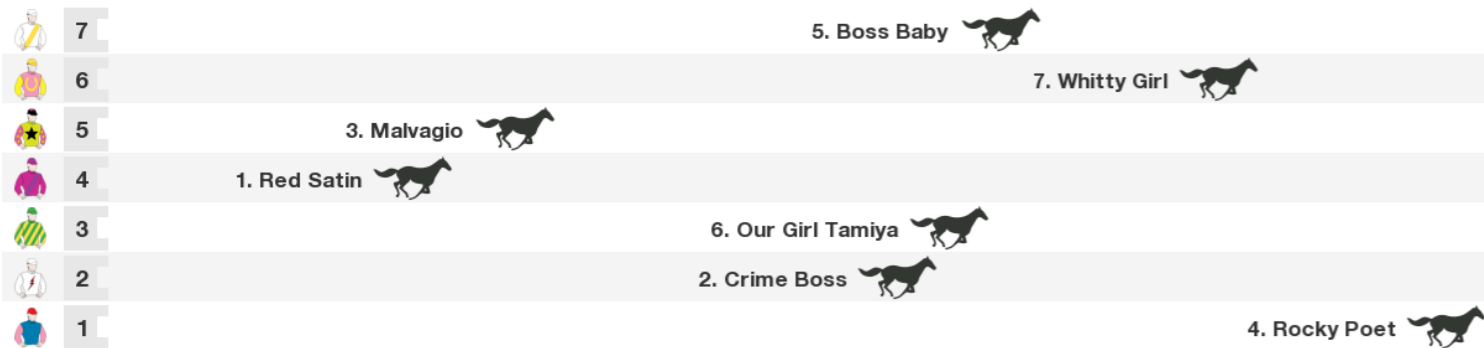 7 5. Boss Baby
6 7. Whitty Girl
5 3. Malvagio
4 1. Red Satin
3 6. Our Girl Tamiya
2 2. Crime Boss
1 4. Rocky Poet